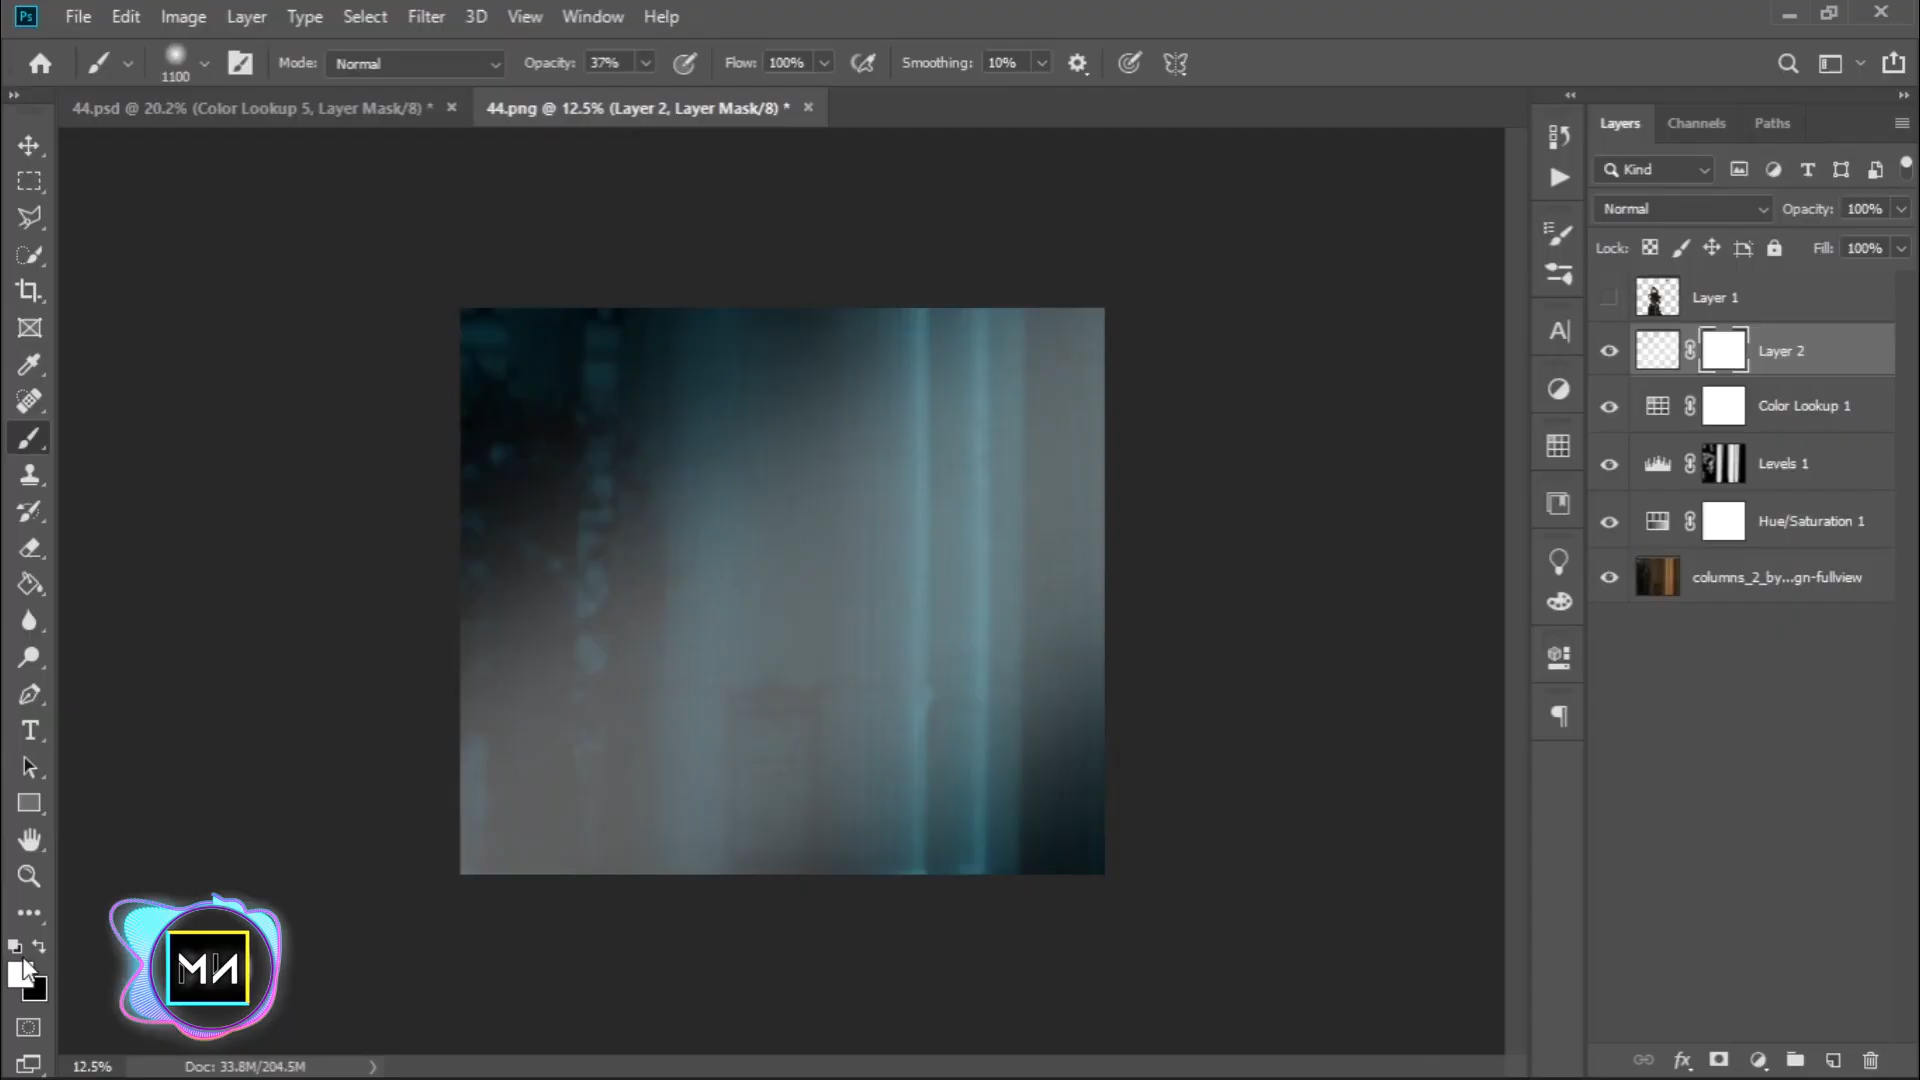 Ps File Edit Image Layer Type Select Filter 3D View Window Help
1100 Mode: Normal Opacity: 37% Flow: 100% Smoothing: 10%
44.psd @ 20.2% (Color Lookup 5, Layer Mask/8) * 44.png @ 12.5% (Layer 2, Layer Mask/8) *
Layers Channels Paths
Kind
Normal Opacity: 100%
Lock: Fill: 100%
Layer 1
Layer 2
Color Lookup 1
Levels 1
Hue/Saturation 1
columns_2_by...gn-fullview
12.5% Doc: 33.8M/204.5M